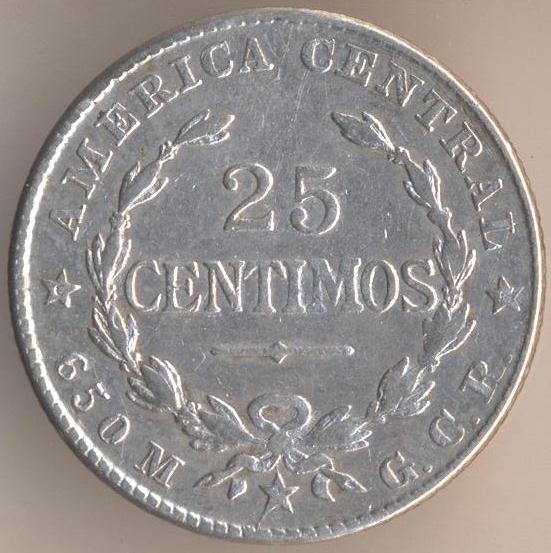 AMERICA CENTRAL
25
CENTIMOS
650 M G.C.R.